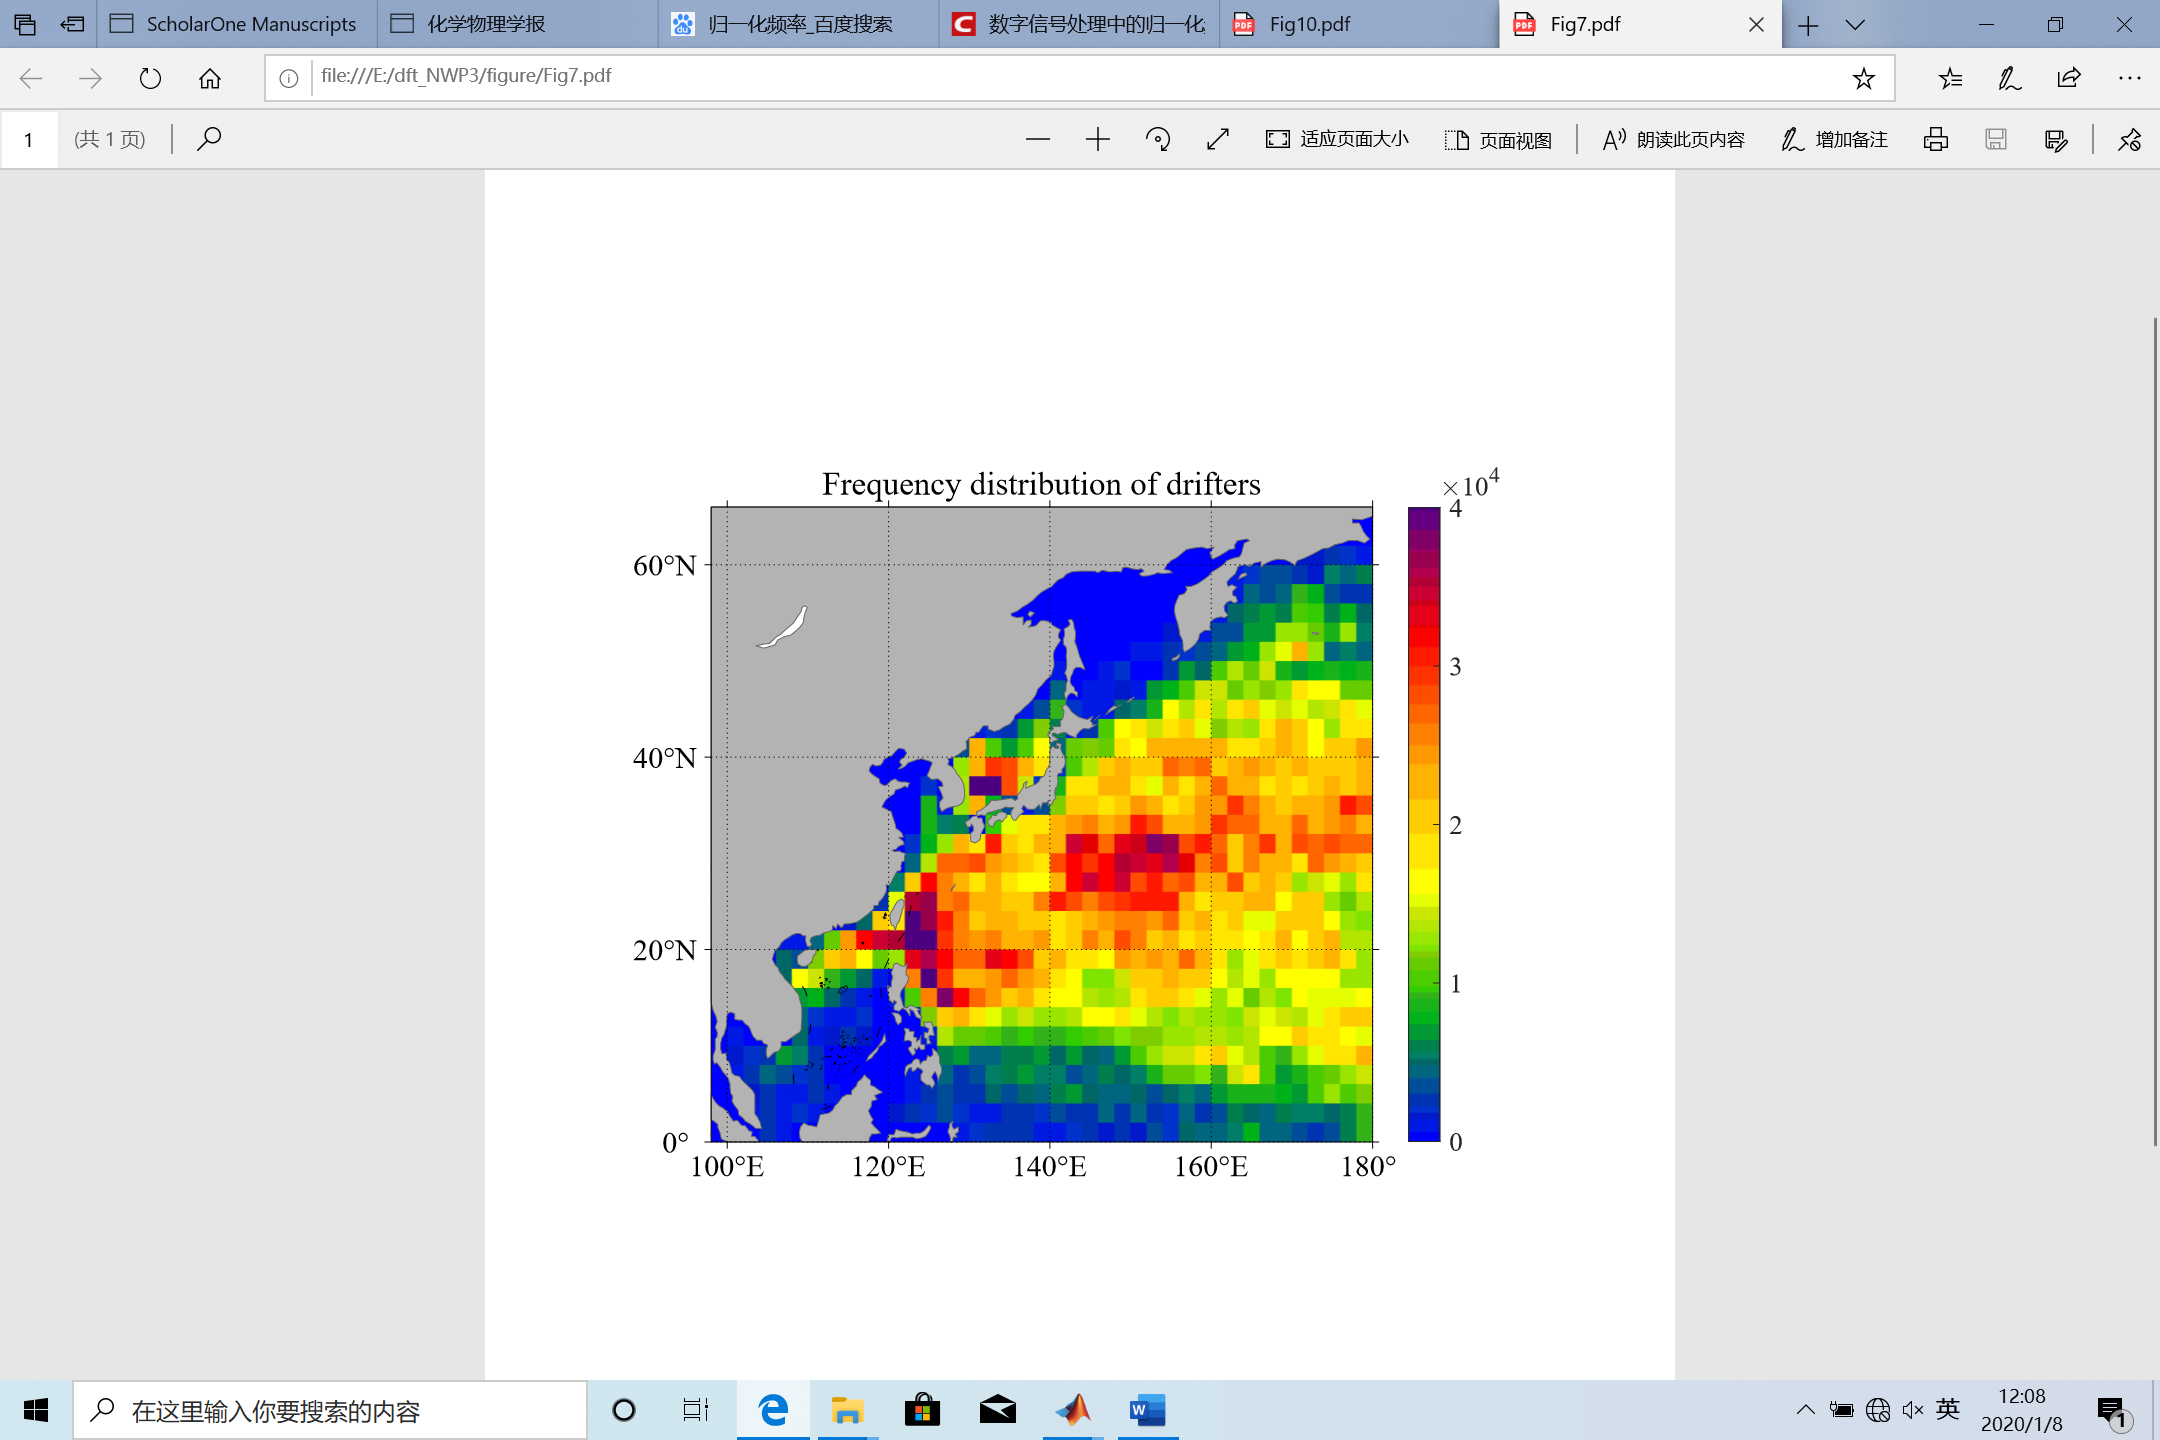 ScholarOne Manuscripts
化学物理学报
归一化频率_百度搜索
数字信号处理中的归一化
Fig10.pdf
Fig7.pdf
file:///E:/dft_NWP3/figure/Fig7.pdf
1
(共 1 页)
适应页面大小
页面视图
朗读此页内容
增加备注
Frequency distribution of drifters
×10⁴
60°N
40°N
20°N
0°
100°E
120°E
140°E
160°E
180°
4
3
2
1
0
在这里输入你要搜索的内容
英
12:08
2020/1/8
1